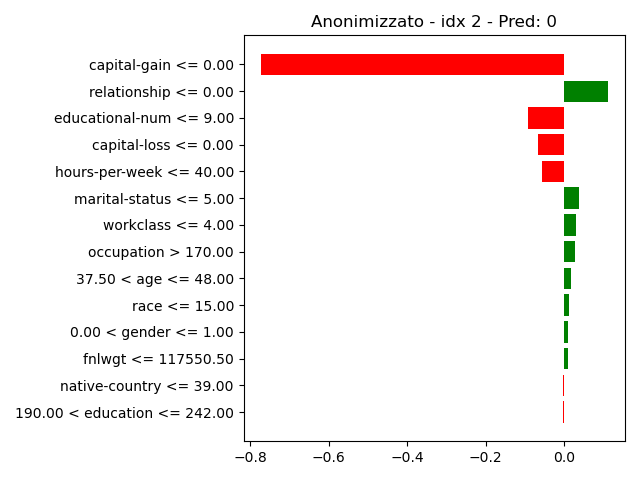 Anonimizzato - idx 2 - Pred: 0
capital-gain <= 0.00
relationship <= 0.00
educational-num <= 9.00
capital-loss <= 0.00
hours-per-week <= 40.00
marital-status <= 5.00
workclass <= 4.00
occupation > 170.00
37.50 < age <= 48.00
race <= 15.00
0.00 < gender <= 1.00
fnlwgt <= 117550.50
native-country <= 39.00
190.00 < education <= 242.00
−0.8 −0.6 −0.4 −0.2 0.0